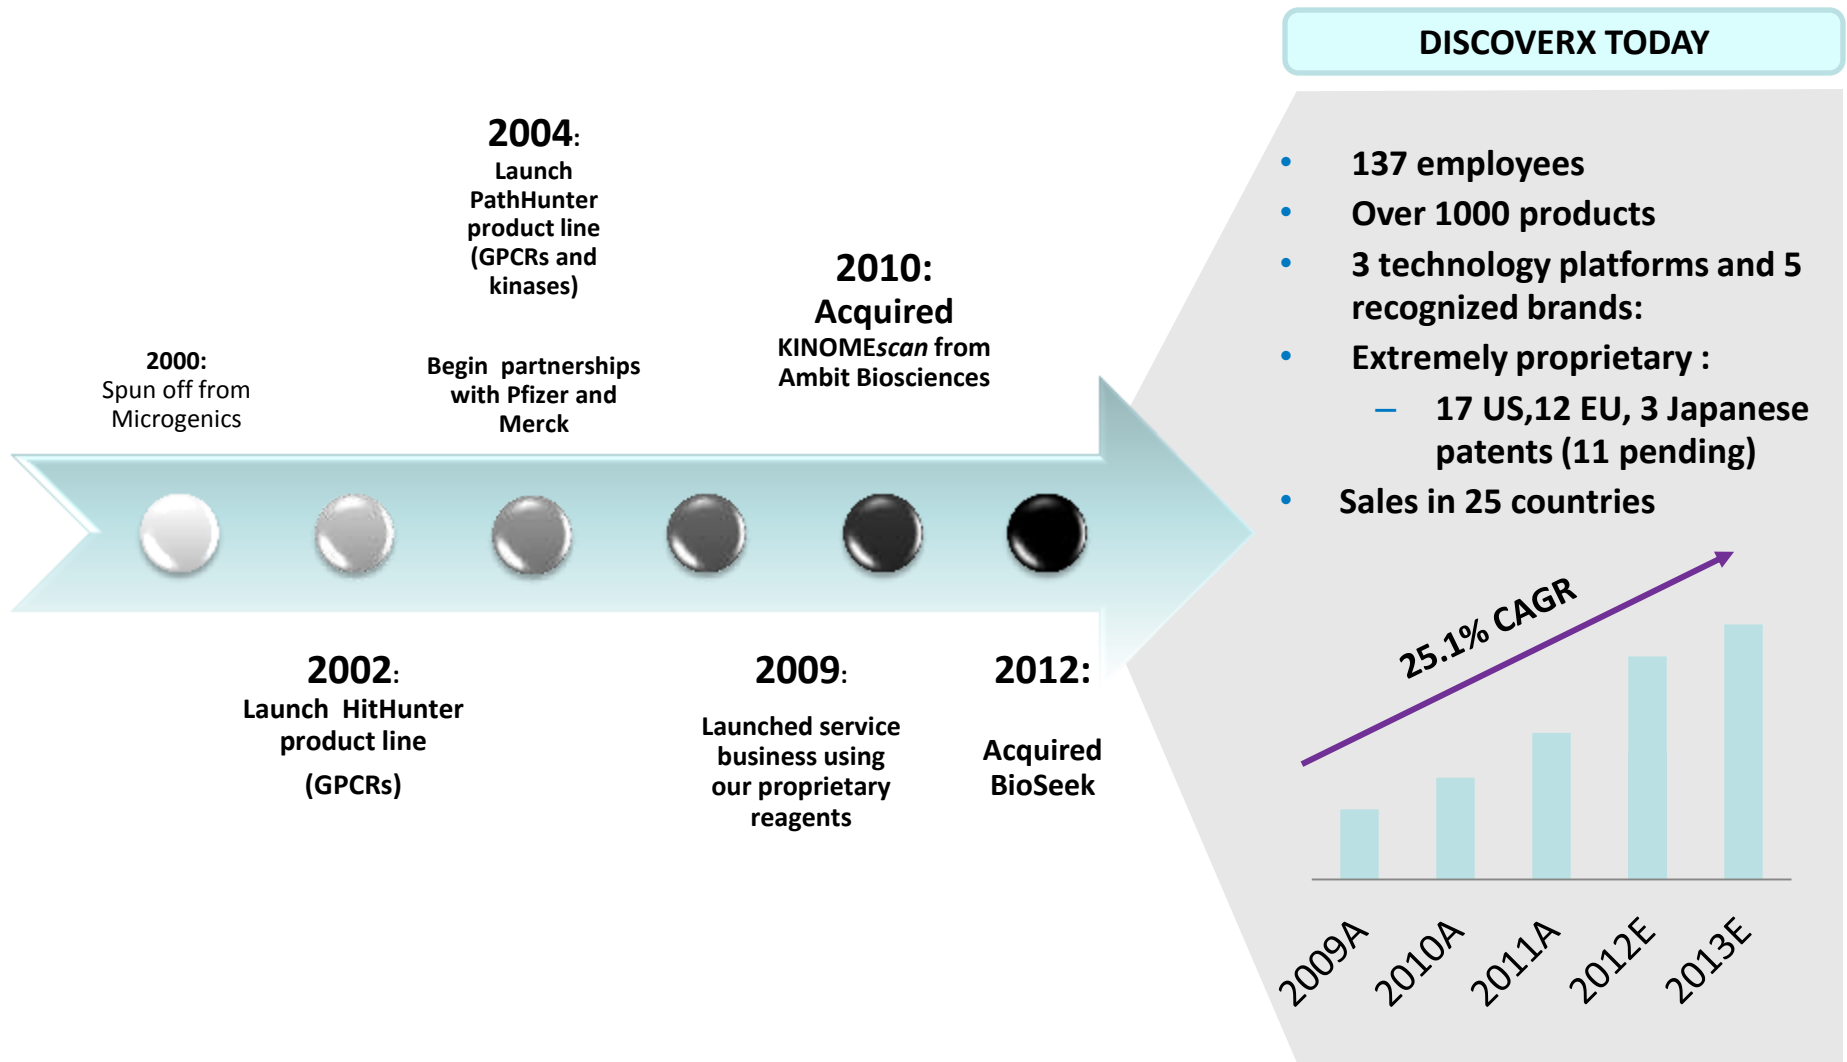 DISCOVERX TODAY
2000:
Spun off from
Microgenics
2004:
Launch
PathHunter
product line
(GPCRs and
kinases)
Begin partnerships
with Pfizer and
Merck
2010:
Acquired
KINOMEscan from
Ambit Biosciences
2002:
Launch HitHunter
product line
(GPCRs)
2009:
Launched service
business using
our proprietary
reagents
2012:
Acquired
BioSeek
• 137 employees
• Over 1000 products
• 3 technology platforms and 5
recognized brands:
• Extremely proprietary :
– 17 US,12 EU, 3 Japanese
patents (11 pending)
• Sales in 25 countries
25.1% CAGR
2009A
2010A
2011A
2012E
2013E